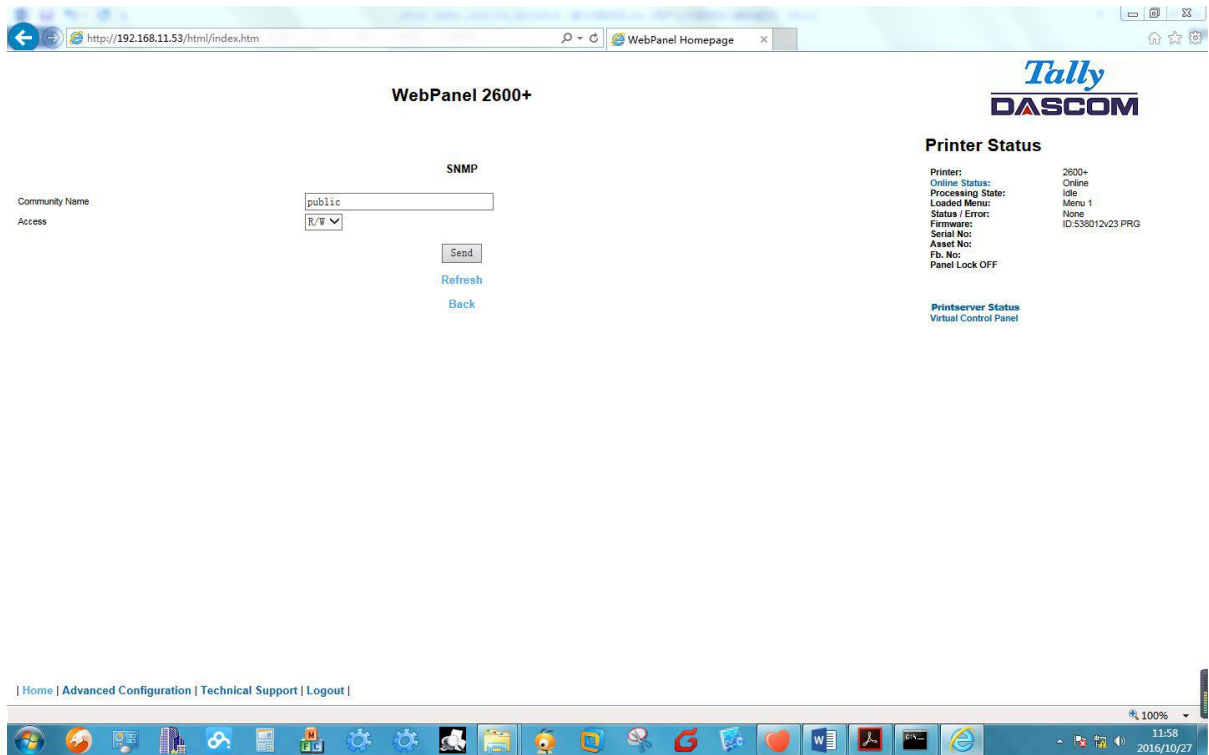 http://192.168.11.53/html/index.htm
WebPanel Homepage
WebPanel 2600+
Tally
DASCOM
SNMP
Community Name public
Access R/W
Send
Refresh
Back
Printer Status
Printer: 2600+
Online Status: Online
Processing State: Idle
Loaded Menu: Menu 1
Status / Error: None
Firmware: ID:538012v23 PRG
Serial No:
Asset No:
Fb. No:
Panel Lock OFF
Printserver Status
Virtual Control Panel
| Home | Advanced Configuration | Technical Support | Logout |
100%
11:58
2016/10/27